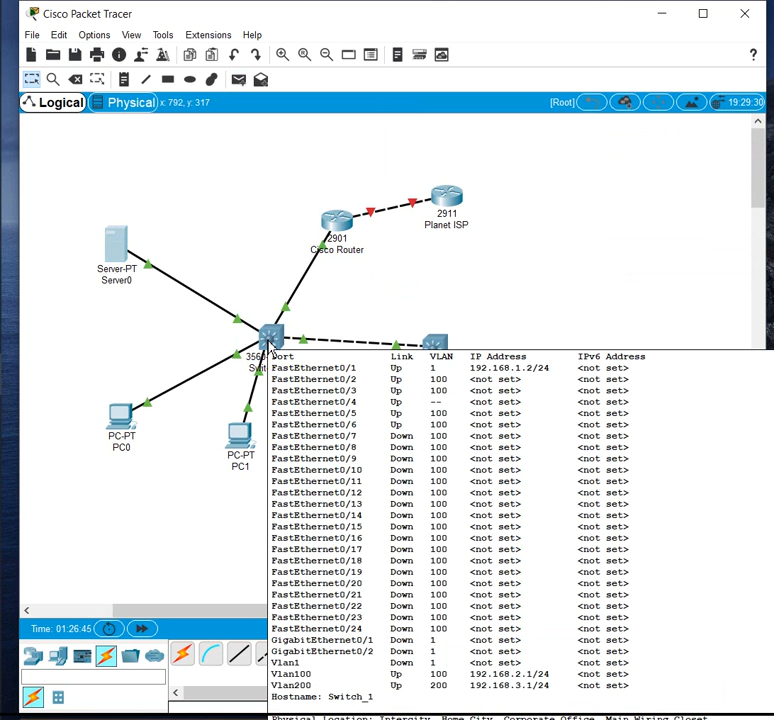 Cisco Packet Tracer
File Edit Options View Tools Extensions Help
?
Logical Physical x: 792, y: 317 [Root] 19:29:30
2911
Planet ISP
2901
Cisco Router
Server-PT
Server0
PC-PT
PC0
PC-PT
PC1
Port Link VLAN IP Address IPv6 Address
FastEthernet0/1 Up 1 192.168.1.2/24 <not set>
FastEthernet0/2 Up 100 <not set> <not set>
FastEthernet0/3 Up 100 <not set> <not set>
FastEthernet0/4 Up -- <not set> <not set>
FastEthernet0/5 Up 100 <not set> <not set>
FastEthernet0/6 Up 100 <not set> <not set>
FastEthernet0/7 Down 100 <not set> <not set>
FastEthernet0/8 Down 100 <not set> <not set>
FastEthernet0/9 Down 100 <not set> <not set>
FastEthernet0/10 Down 100 <not set> <not set>
FastEthernet0/11 Down 100 <not set> <not set>
FastEthernet0/12 Down 100 <not set> <not set>
FastEthernet0/13 Down 100 <not set> <not set>
FastEthernet0/14 Down 100 <not set> <not set>
FastEthernet0/15 Down 100 <not set> <not set>
FastEthernet0/16 Down 100 <not set> <not set>
FastEthernet0/17 Down 100 <not set> <not set>
FastEthernet0/18 Down 100 <not set> <not set>
FastEthernet0/19 Down 100 <not set> <not set>
FastEthernet0/20 Down 100 <not set> <not set>
FastEthernet0/21 Down 100 <not set> <not set>
FastEthernet0/22 Down 100 <not set> <not set>
FastEthernet0/23 Down 100 <not set> <not set>
FastEthernet0/24 Down 100 <not set> <not set>
GigabitEthernet0/1 Down 1 <not set> <not set>
GigabitEthernet0/2 Down 1 <not set> <not set>
Vlan1 Down 1 <not set> <not set>
Vlan100 Up 100 192.168.2.1/24 <not set>
Vlan200 Up 200 192.168.3.1/24 <not set>
Hostname: Switch_1
Physical Location: Intercity, Home City, Corporate Office, Main Wiring Closet
Time: 01:26:45